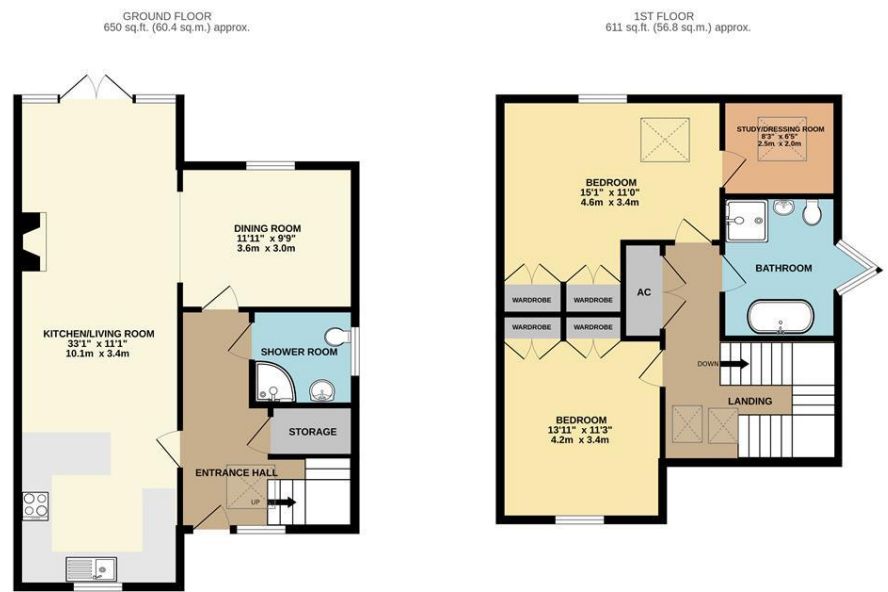 GROUND FLOOR
650 sq.ft. (60.4 sq.m.) approx.
KITCHEN/LIVING ROOM
33'1" x 11'1"
10.1m x 3.4m
DINING ROOM
11'11" x 9'9"
3.6m x 3.0m
SHOWER ROOM
STORAGE
ENTRANCE HALL
UP
1ST FLOOR
611 sq.ft. (56.8 sq.m.) approx.
BEDROOM
15'1" x 11'0"
4.6m x 3.4m
STUDY/DRESSING ROOM
8'3" x 6'5"
2.5m x 2.0m
BATHROOM
AC
WARDROBE
WARDROBE
WARDROBE
WARDROBE
DOWN
LANDING
BEDROOM
13'11" x 11'3"
4.2m x 3.4m